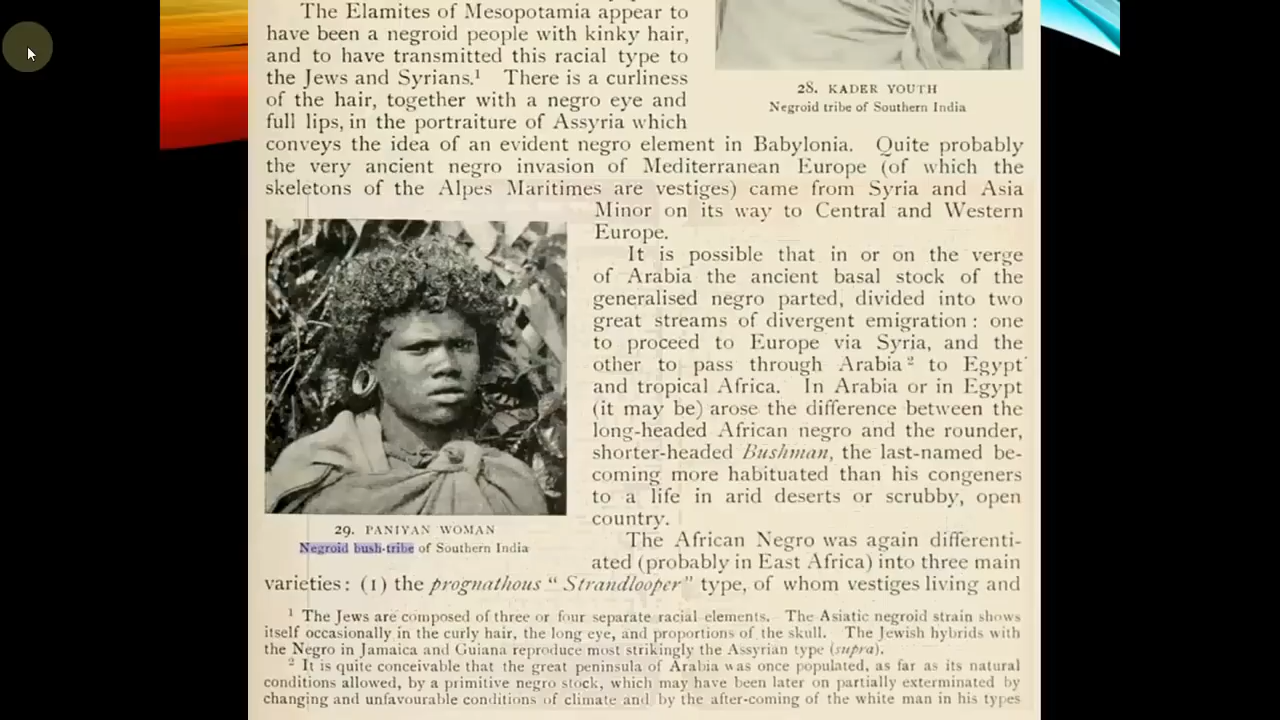 The Elamites of Mesopotamia appear to
have been a negroid people with kinky hair,
and to have transmitted this racial type to
the Jews and Syrians.¹ There is a curliness
of the hair, together with a negro eye and
full lips, in the portraiture of Assyria which
conveys the idea of an evident negro element in Babylonia. Quite probably
the very ancient negro invasion of Mediterranean Europe (of which the
skeletons of the Alpes Maritimes are vestiges) came from Syria and Asia
Minor on its way to Central and Western
Europe.
28. KADER YOUTH
Negroid tribe of Southern India
It is possible that in or on the verge
of Arabia the ancient basal stock of the
generalised negro parted, divided into two
great streams of divergent emigration : one
to proceed to Europe via Syria, and the
other to pass through Arabia ² to Egypt
and tropical Africa. In Arabia or in Egypt
(it may be) arose the difference between the
long-headed African negro and the rounder,
shorter-headed Bushman, the last-named be-
coming more habituated than his congeners
to a life in arid deserts or scrubby, open
country.
29. PANIYAN WOMAN
Negroid bush-tribe of Southern India
The African Negro was again differenti-
ated (probably in East Africa) into three main
varieties : (1) the prognathous “ Strandlooper ” type, of whom vestiges living and
¹ The Jews are composed of three or four separate racial elements. The Asiatic negroid strain shows
itself occasionally in the curly hair, the long eye, and proportions of the skull. The Jewish hybrids with
the Negro in Jamaica and Guiana reproduce most strikingly the Assyrian type (supra).
² It is quite conceivable that the great peninsula of Arabia was once populated, as far as its natural
conditions allowed, by a primitive negro stock, which may have been later on partially exterminated by
changing and unfavourable conditions of climate and by the after-coming of the white man in his types